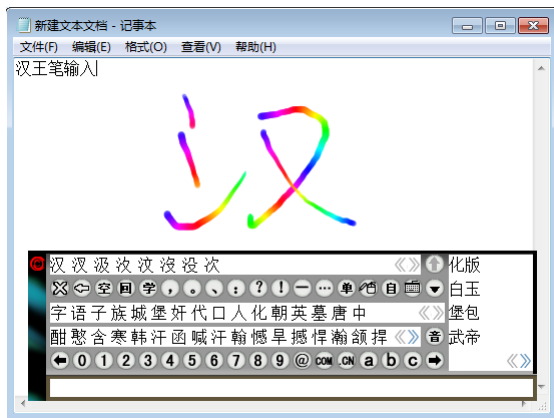 新建文本文档 - 记事本
文件(F) 编辑(E) 格式(O) 查看(V) 帮助(H)
汉王笔输入
汉
汉 汊 汲 汝 汶 沒 没 次
化版
空 回 学 , 。 、 : ? ! — … 单 自
白玉
字 语 子 族 城 堡 奸 代 口 人 化 朝 英 墓 唐 中
堡包
酣 憨 含 寒 韩 汗 函 喊 汗 翰 憾 旱 撼 悍 瀚 颔 捍
音
武帝
0 1 2 3 4 5 6 7 8 9 @ COM .CN a b c